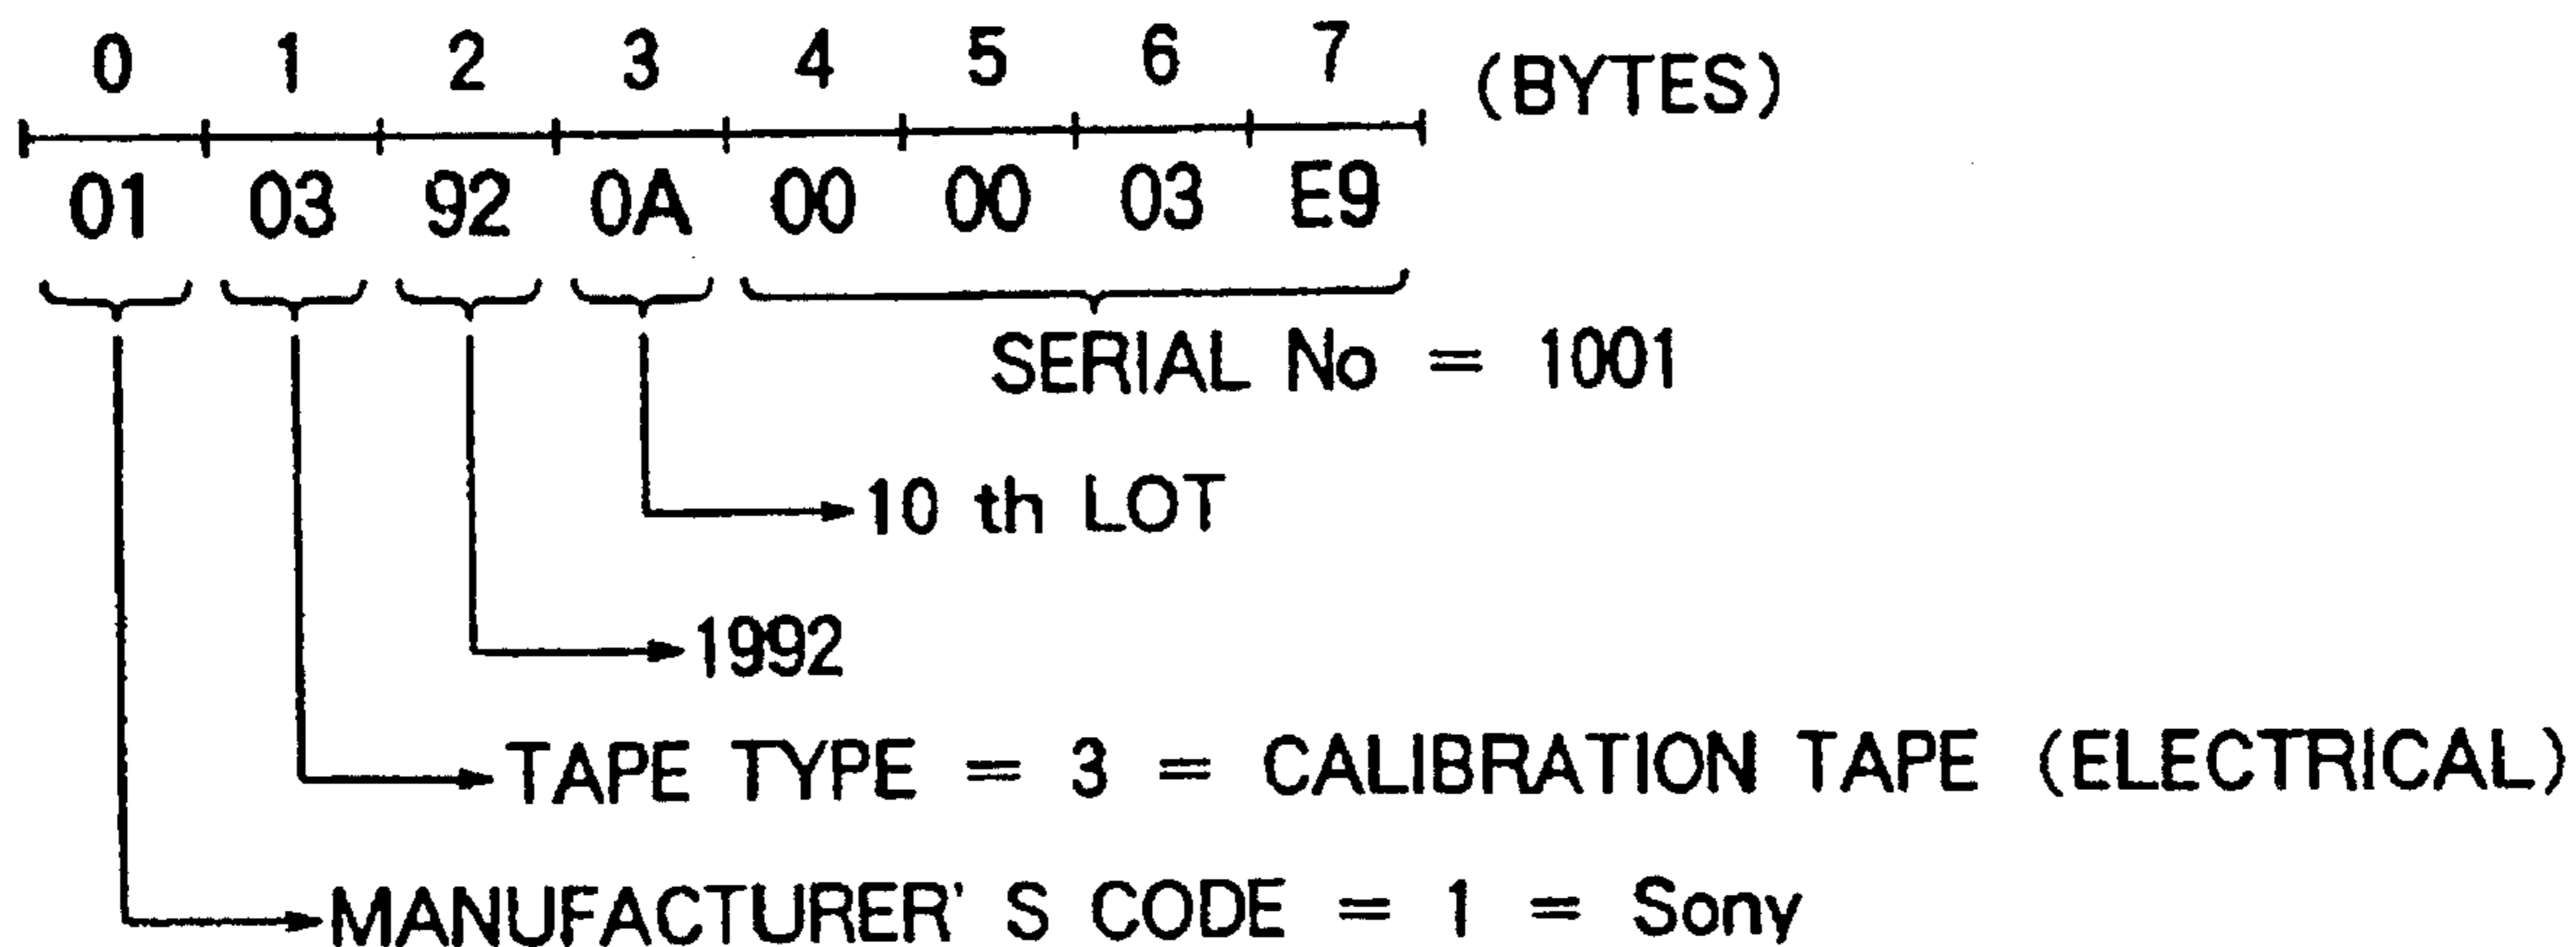 0 1 2 3 4 5 6 7 (BYTES)
01 03 92 0A 00 00 03 E9
SERIAL No = 1001
10 th LOT
1992
TAPE TYPE = 3 = CALIBRATION TAPE (ELECTRICAL)
MANUFACTURER' S CODE = 1 = Sony